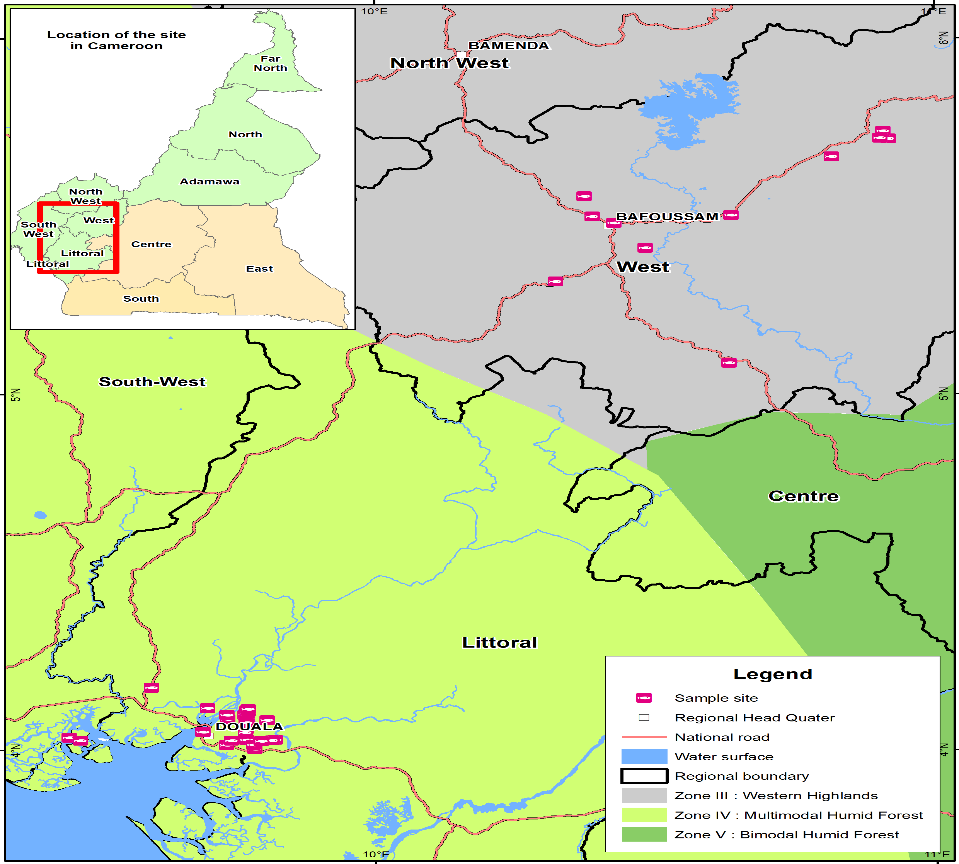 10°E
11°E
Location of the site
in Cameroon
Far
North
North
Adamawa
North
West
West
South
West
Littoral
Littoral
Centre
East
South
BAMENDA
North West
6°N
BAFOUSSAM
West
South-West
5°N
5°N
Centre
Littoral
DOUALA
4°N
4°N
Legend
Sample site
Regional Head Quater
National road
Water surface
Regional boundary
Zone III : Western Highlands
Zone IV : Multimodal Humid Forest
Zone V : Bimodal Humid Forest
10°E
11°E